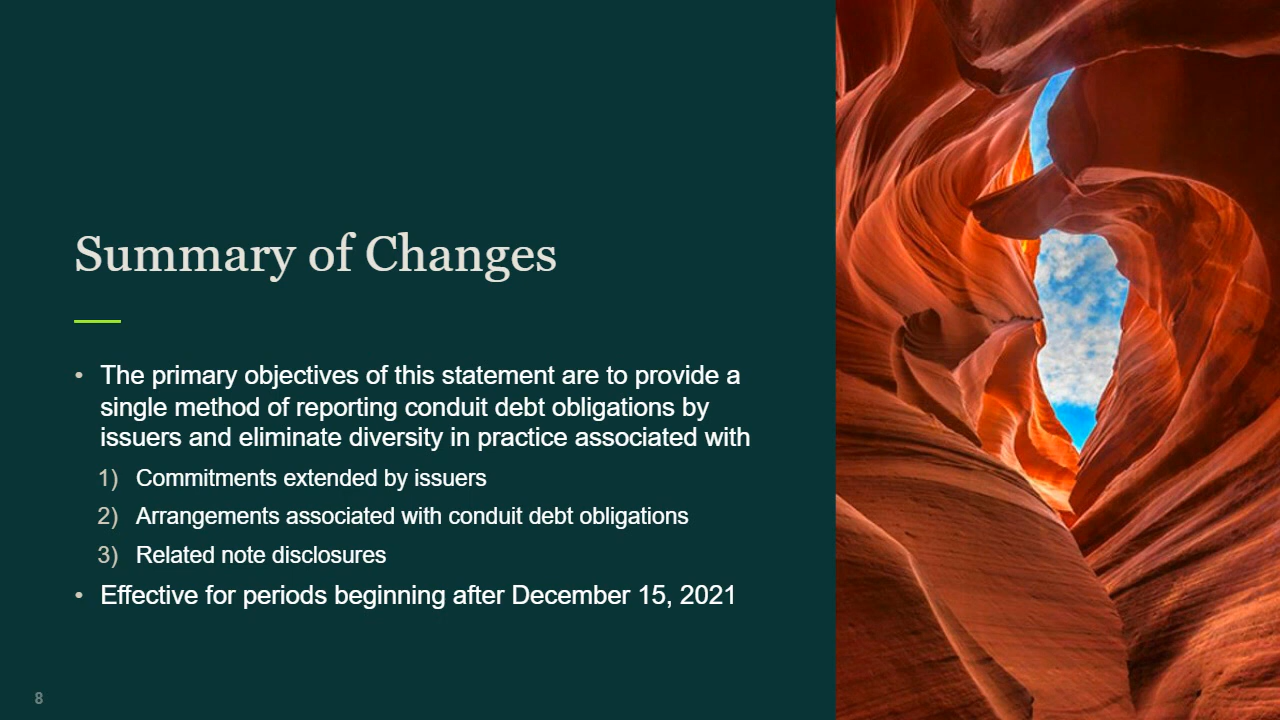 Summary of Changes
• The primary objectives of this statement are to provide a
single method of reporting conduit debt obligations by
issuers and eliminate diversity in practice associated with
1) Commitments extended by issuers
2) Arrangements associated with conduit debt obligations
3) Related note disclosures
• Effective for periods beginning after December 15, 2021
8